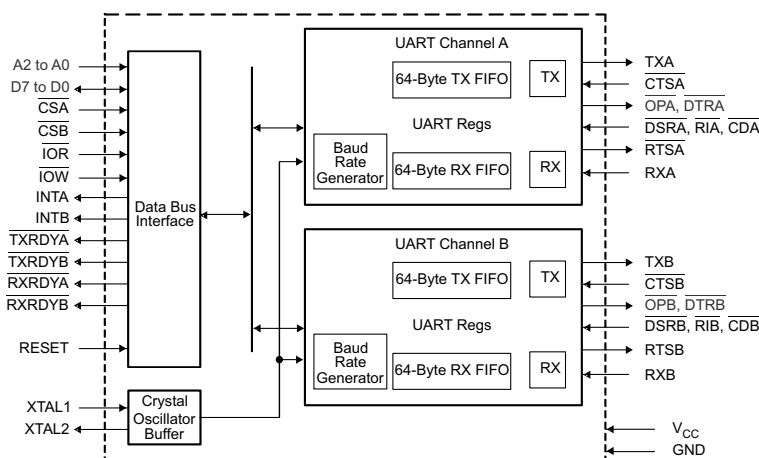 A2 to A0
D7 to D0
CSA
CSB
IOR
IOW
INTA
INTB
TXRDYA
TXRDYB
RXRDYA
RXRDYB
RESET
XTAL1
XTAL2
Data Bus
Interface
Crystal
Oscillator
Buffer
UART Channel A
64-Byte TX FIFO
TX
UART Regs
Baud
Rate
Generator
64-Byte RX FIFO
RX
TXA
CTSA
OPA, DTRA
DSRA, RIA, CDA
RTSA
RXA
UART Channel B
64-Byte TX FIFO
TX
UART Regs
Baud
Rate
Generator
64-Byte RX FIFO
RX
TXB
CTSB
OPB, DTRB
DSRB, RIB, CDB
RTSB
RXB
VCC
GND